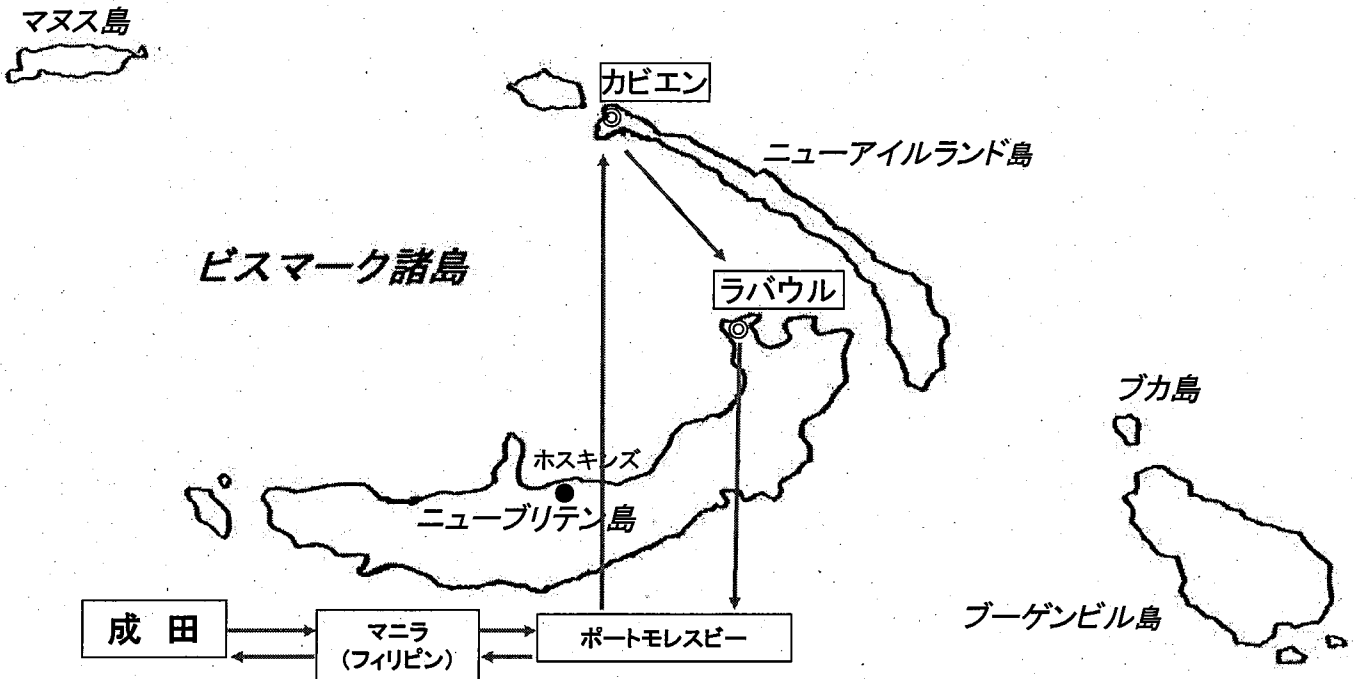 マヌス島
カビエン
ニューアイルランド島
ビスマーク諸島
ラバウル
ブカ島
ホスキンズ
ニューブリテン島
ブーゲンビル島
成 田
マニラ
(フィリピン)
ポートモレスビー